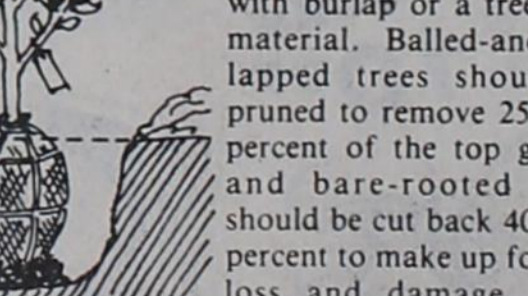 with burlap or a tree
material. Balled-an
lapped trees shou
pruned to remove 25
percent of the top g
and bare-rooted
should be cut back 40
percent to make up fo
loss and damage